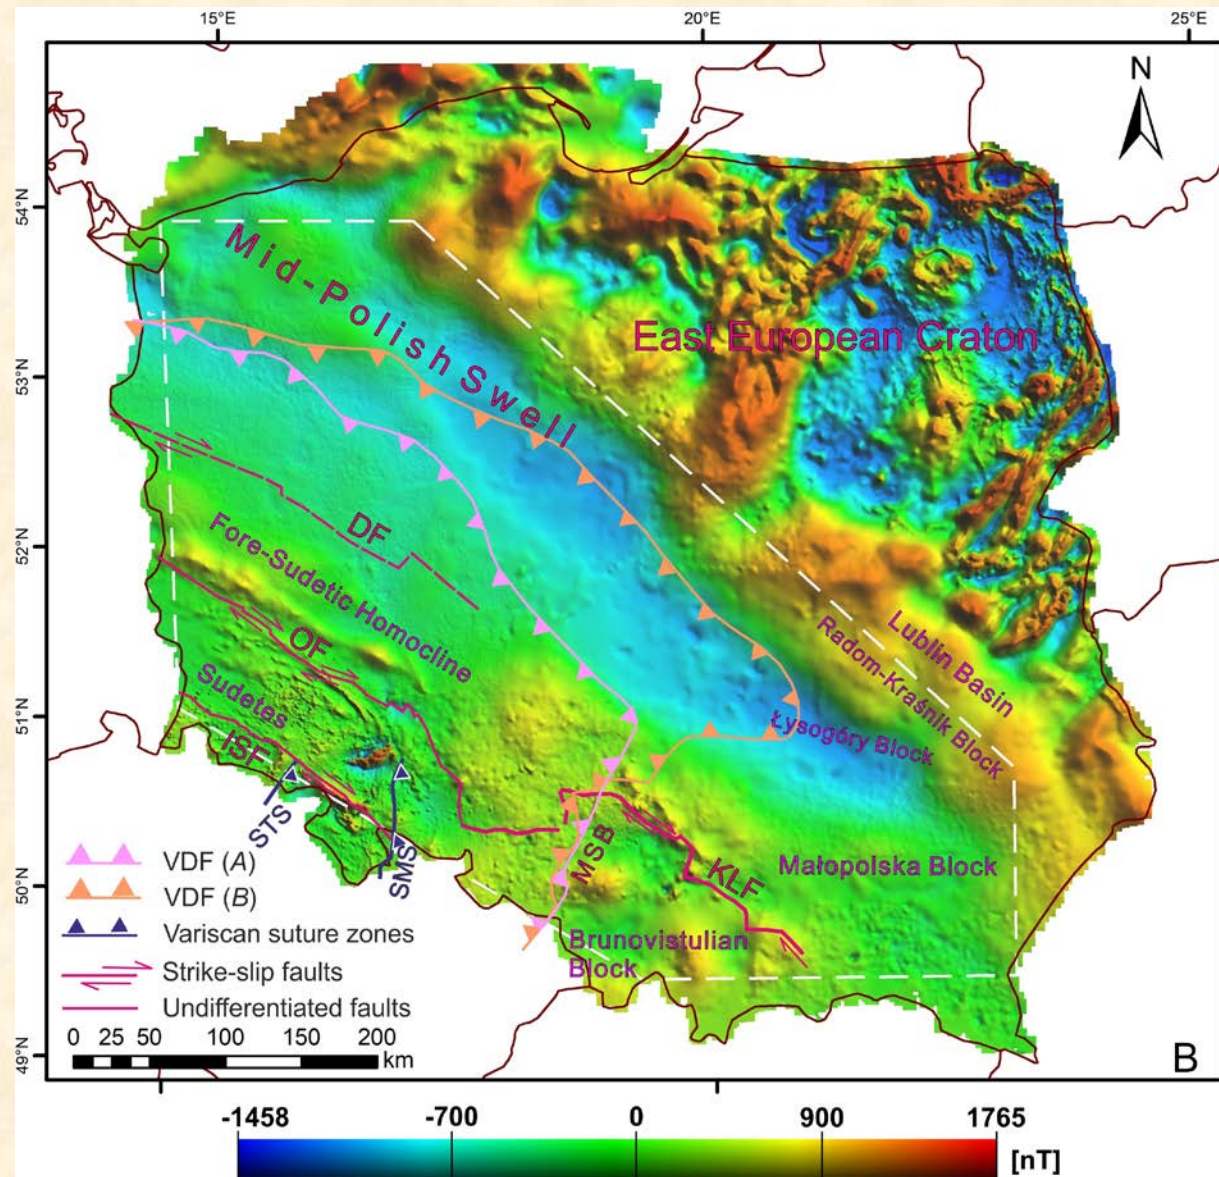 15°E
20°E
25°E
N
54°N
53°N
52°N
51°N
50°N
49°N
Mid-Polish Swell
East European Craton
DF
Fore-Sudetic Homocline
OF
Sudetes
ISF
STS
SMS
Lublin Basin
Radom-Kraśnik Block
Łysogóry Block
MSB
KLF
Małopolska Block
Brunovistulian
Block
VDF (A)
VDF (B)
Variscan suture zones
Strike-slip faults
Undifferentiated faults
0 25 50 100 150 200
km
B
-1458 -700 0 900 1765
[nT]